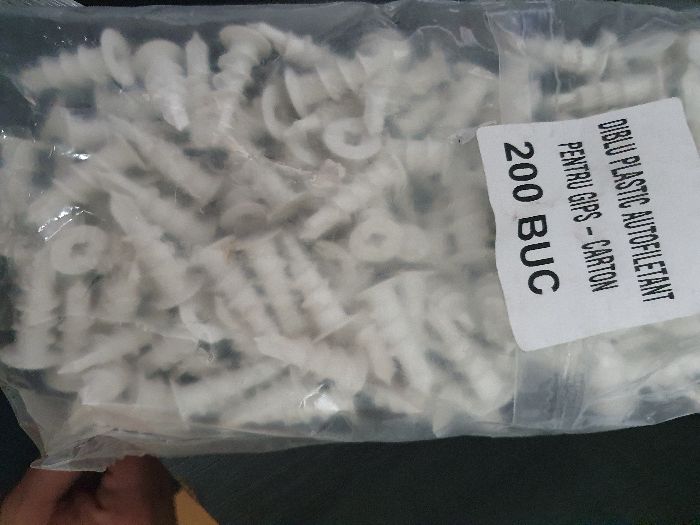 DIBLU PLASTIC AUTOFILETANT
PENTRU GIPS - CARTON
200 BUC